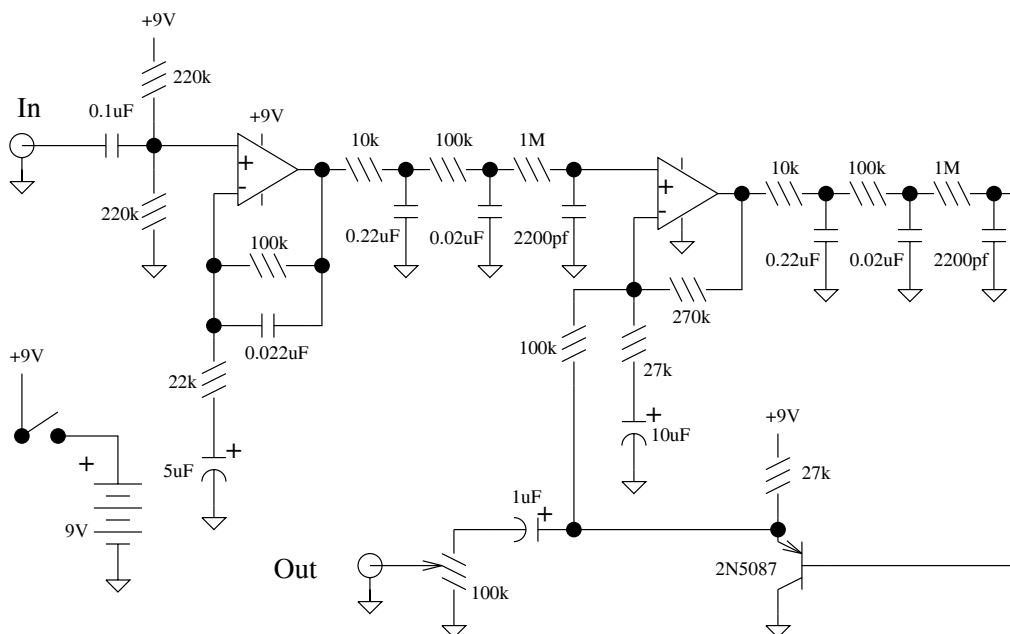 +9V
220k
In
0.1uF
+9V
10k
100k
1M
10k
100k
1M
+
-
+
-
220k
100k
0.22uF
0.02uF
2200pf
0.22uF
0.02uF
2200pf
270k
0.022uF
100k
27k
+9V
22k
+
10uF
+9V
+
5uF
+
27k
9V
1uF
+
Out
100k
2N5087